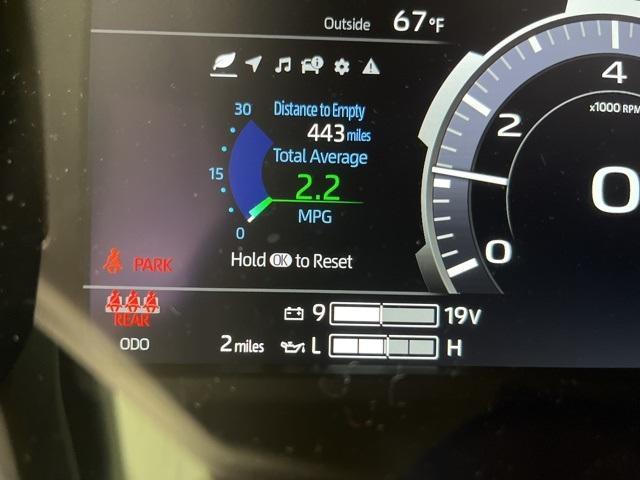 Outside 67°F
4
x1000 RPM
2
0
0
30
15
0
Distance to Empty
443 miles
Total Average
2.2
MPG
Hold OK to Reset
PARK
REAR
9 19V
ODO 2 miles
L H